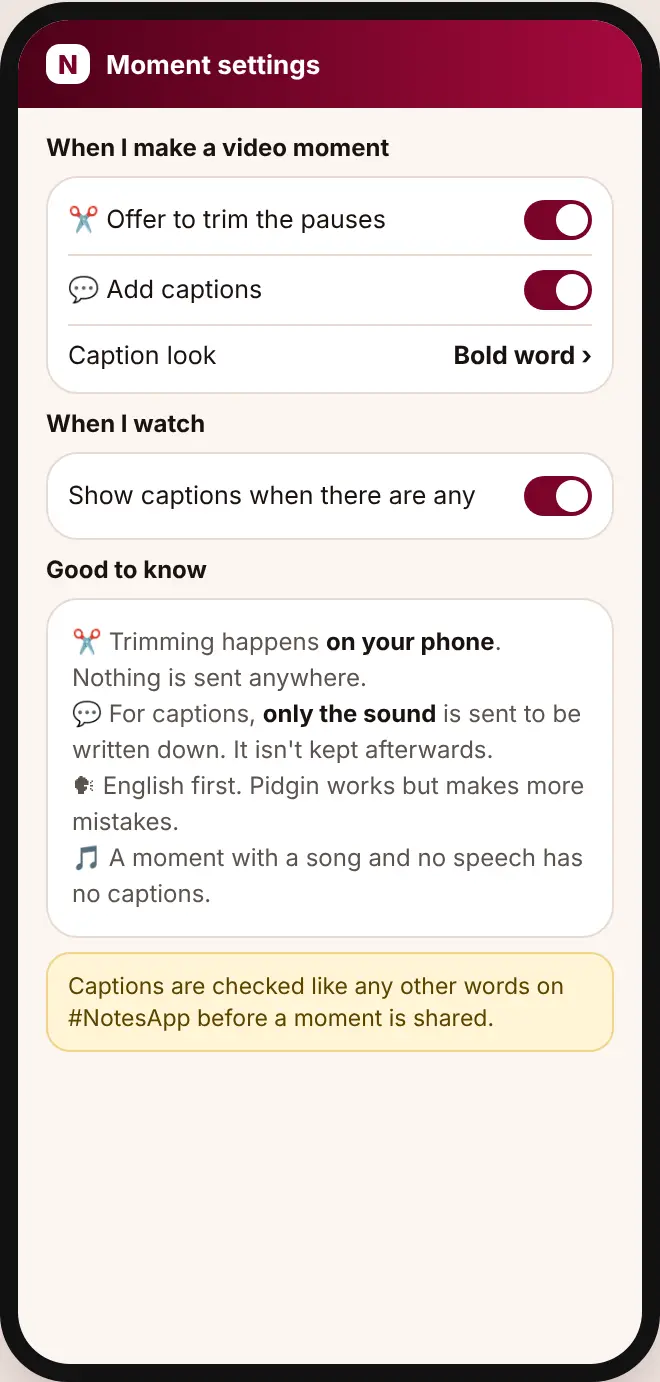 N Moment settings
When I make a video moment
✂️ Offer to trim the pauses
💬 Add captions
Caption look Bold word ›
When I watch
Show captions when there are any
Good to know
✂️ Trimming happens on your phone.
Nothing is sent anywhere.
💬 For captions, only the sound is sent to be
written down. It isn't kept afterwards.
🗣 English first. Pidgin works but makes more
mistakes.
🎵 A moment with a song and no speech has
no captions.
Captions are checked like any other words on
#NotesApp before a moment is shared.